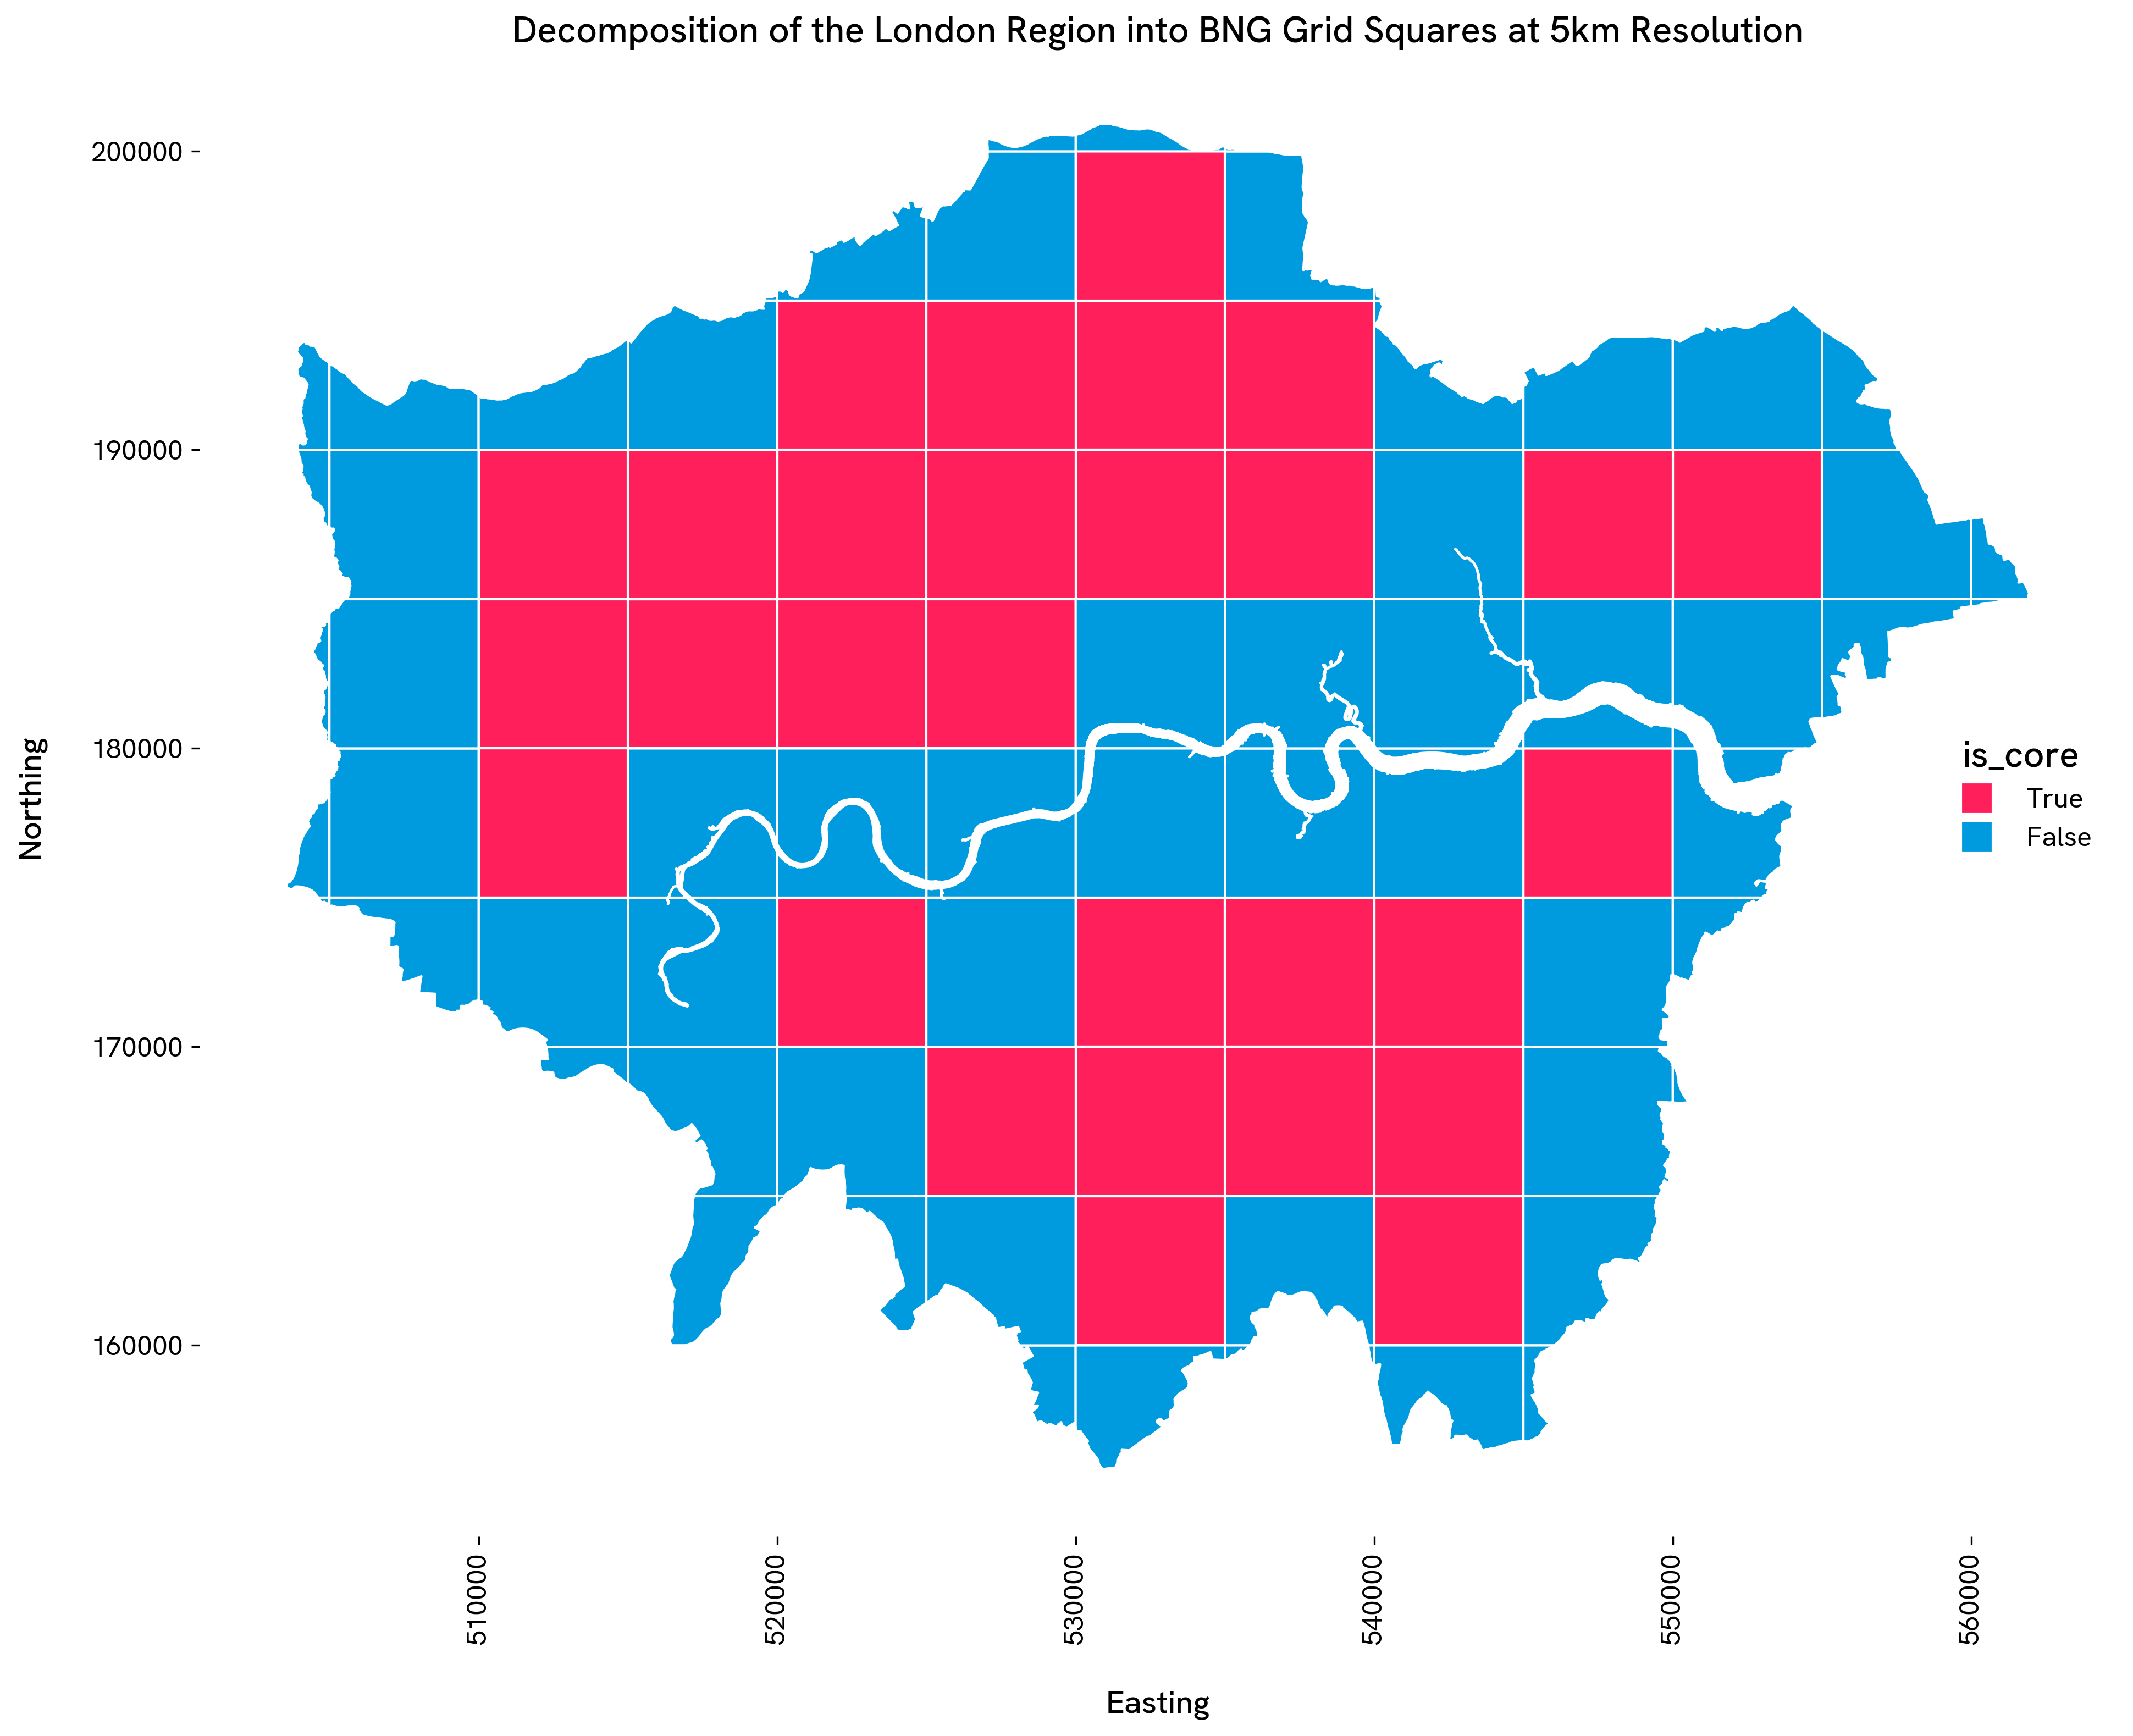 Decomposition of the London Region into BNG Grid Squares at 5km Resolution
200000
190000
180000
170000
160000
Northing
is_core
True
False
510000
520000
530000
540000
550000
560000
Easting